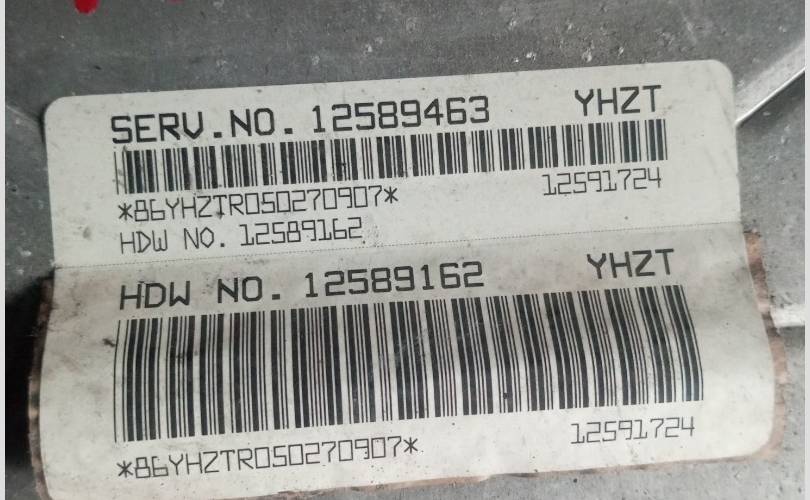 SERV.NO. 12589463 YHZT
*86YHZTR050270907* 12591724
HDW NO. 12589162
HDW NO. 12589162 YHZT
*86YHZTR050270907* 12591724